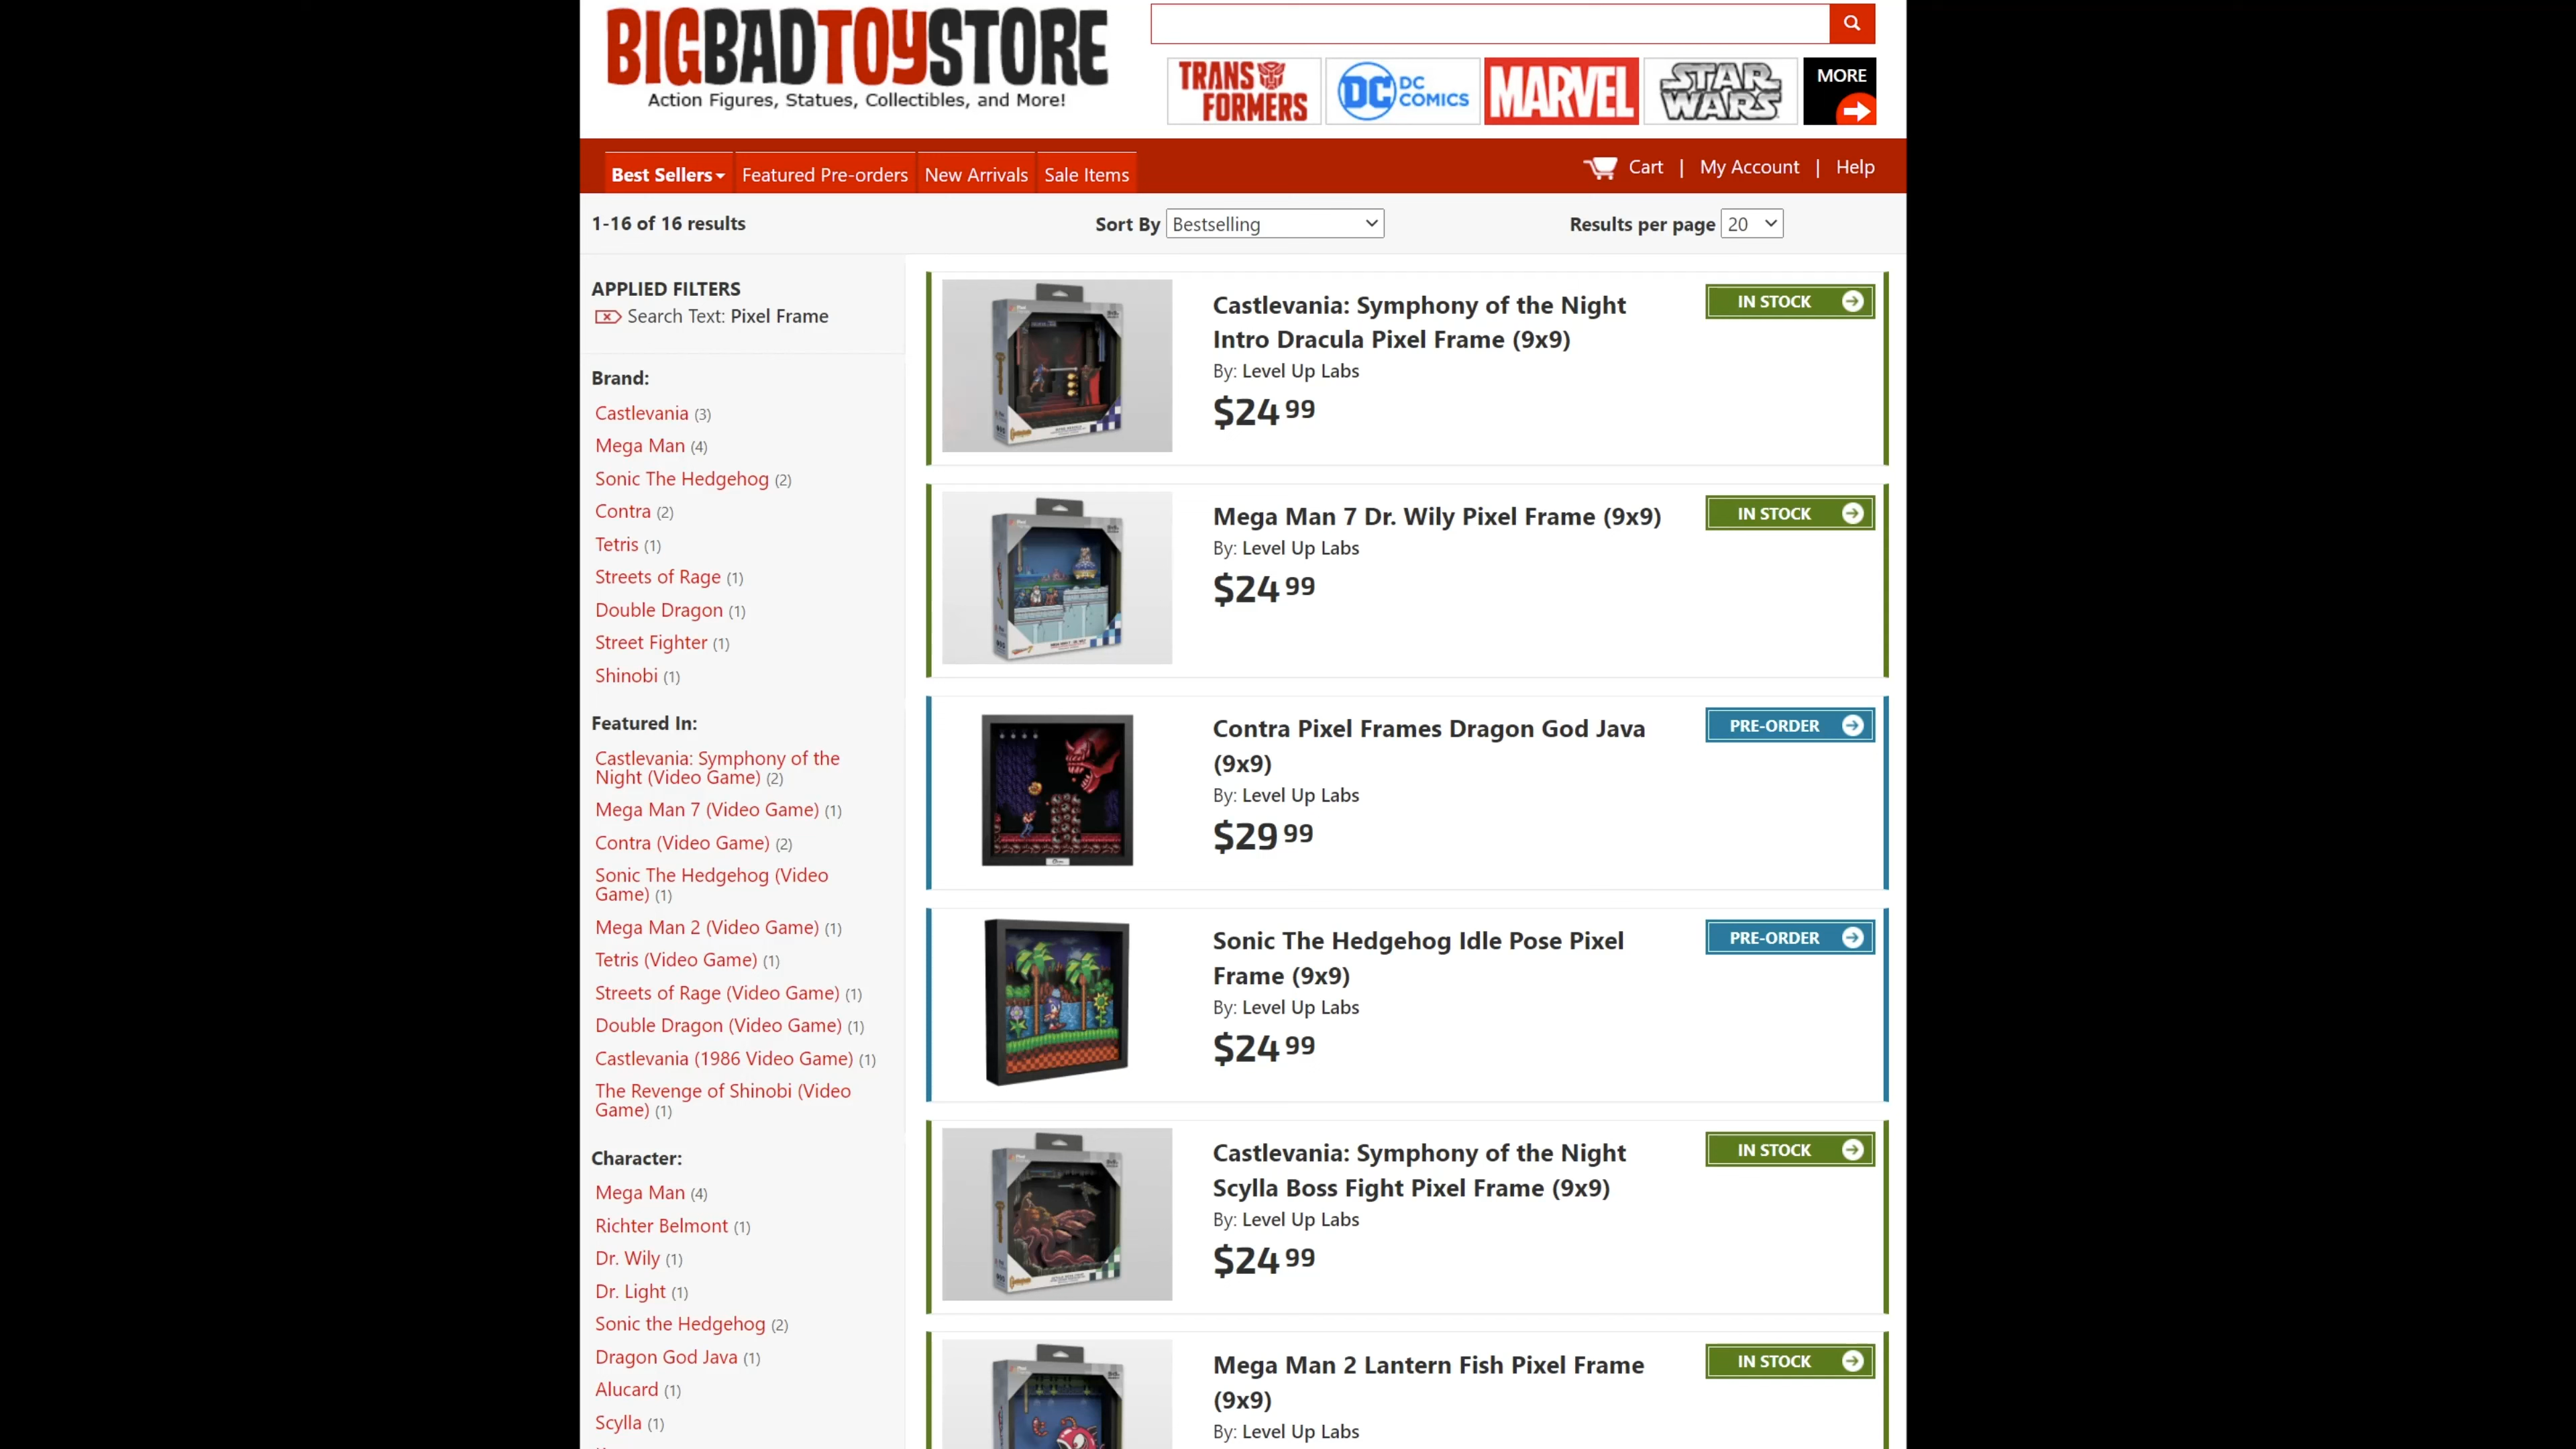 BIGBADTOYSTORE
Action Figures, Statues, Collectibles, and More!
TRANSFORMERS
DC DC COMICS
MARVEL
STAR WARS
MORE
Best Sellers
Featured Pre-orders
New Arrivals
Sale Items
Cart | My Account | Help
1-16 of 16 results
Sort By Bestselling
Results per page 20
APPLIED FILTERS
Search Text: Pixel Frame
Brand:
Castlevania (3)
Mega Man (4)
Sonic The Hedgehog (2)
Contra (2)
Tetris (1)
Streets of Rage (1)
Double Dragon (1)
Street Fighter (1)
Shinobi (1)
Featured In:
Castlevania: Symphony of the
Night (Video Game) (2)
Mega Man 7 (Video Game) (1)
Contra (Video Game) (2)
Sonic The Hedgehog (Video
Game) (1)
Mega Man 2 (Video Game) (1)
Tetris (Video Game) (1)
Streets of Rage (Video Game) (1)
Double Dragon (Video Game) (1)
Castlevania (1986 Video Game) (1)
The Revenge of Shinobi (Video
Game) (1)
Character:
Mega Man (4)
Richter Belmont (1)
Dr. Wily (1)
Dr. Light (1)
Sonic the Hedgehog (2)
Dragon God Java (1)
Alucard (1)
Scylla (1)
Castlevania: Symphony of the Night
Intro Dracula Pixel Frame (9x9)
By: Level Up Labs
$24 99
IN STOCK
Mega Man 7 Dr. Wily Pixel Frame (9x9)
By: Level Up Labs
$24 99
IN STOCK
Contra Pixel Frames Dragon God Java
(9x9)
By: Level Up Labs
$29 99
PRE-ORDER
Sonic The Hedgehog Idle Pose Pixel
Frame (9x9)
By: Level Up Labs
$24 99
PRE-ORDER
Castlevania: Symphony of the Night
Scylla Boss Fight Pixel Frame (9x9)
By: Level Up Labs
$24 99
IN STOCK
Mega Man 2 Lantern Fish Pixel Frame
(9x9)
By: Level Up Labs
IN STOCK